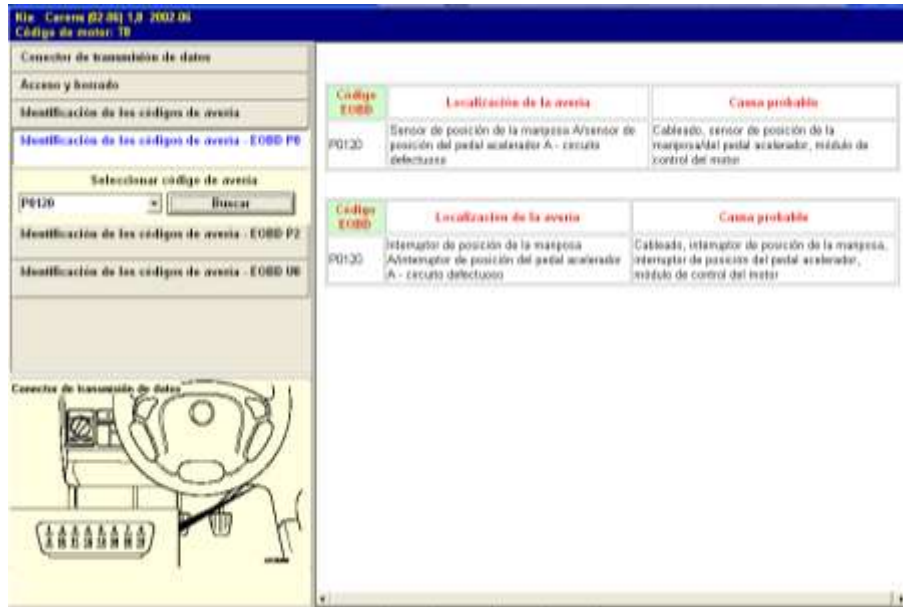 Kia Carens (02-06) 1,8 2002-06
Código de motor: T8
Conector de transmisión de datos
Acceso y borrado
Identificación de los códigos de avería
Identificación de los códigos de avería - EOBD P0
Seleccionar código de avería
P0120
Buscar
Identificación de los códigos de avería - EOBD P2
Identificación de los códigos de avería - EOBD U0
Conector de transmisión de datos
Código EOBD
Localización de la avería
Causa probable
P0120
Sensor de posición de la mariposa A/sensor de
posición del pedal acelerador A - circuito
defectuoso
Cableado, sensor de posición de la
mariposa/del pedal acelerador, módulo de
control del motor
Código EOBD
Localización de la avería
Causa probable
P0120
Interruptor de posición de la mariposa
A/interruptor de posición del pedal acelerador
A - circuito defectuoso
Cableado, interruptor de posición de la mariposa,
interruptor de posición del pedal acelerador,
módulo de control del motor